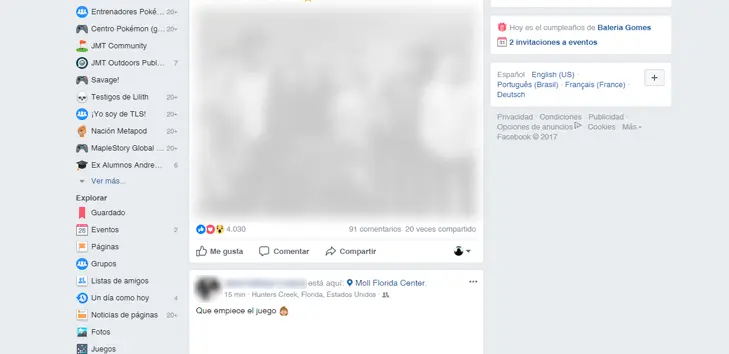 Entrenadores Poké... 20+
Centro Pokémon (g... 20+
JMT Community
JMT Outdoors Publ... 7
Savage!
Testigos de Lilith 20+
¡Yo soy de TLS! 20+
Nación Metapod 20+
MapleStory Global ... 20+
Ex Alumnos Andre... 6
Ver más...
Explorar
Guardado
Eventos 2
Páginas
Grupos
Listas de amigos
Un día como hoy 4
Noticias de páginas 20+
Fotos
Juegos
4.030 91 comentarios 20 veces compartido
Me gusta Comentar Compartir
está aquí: Moll Florida Center.
15 min · Hunters Creek, Florida, Estados Unidos ·
Que empiece el juego
Hoy es el cumpleaños de Baleria Gomes
2 invitaciones a eventos
Español · English (US) ·
Português (Brasil) · Français (France) ·
Deutsch
Privacidad · Condiciones · Publicidad ·
Opciones de anuncios · Cookies · Más
Facebook © 2017